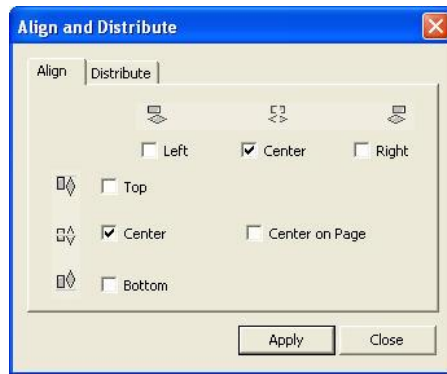 Align and Distribute
Align Distribute
Left Center Right
Top
Center Center on Page
Bottom
Apply Close